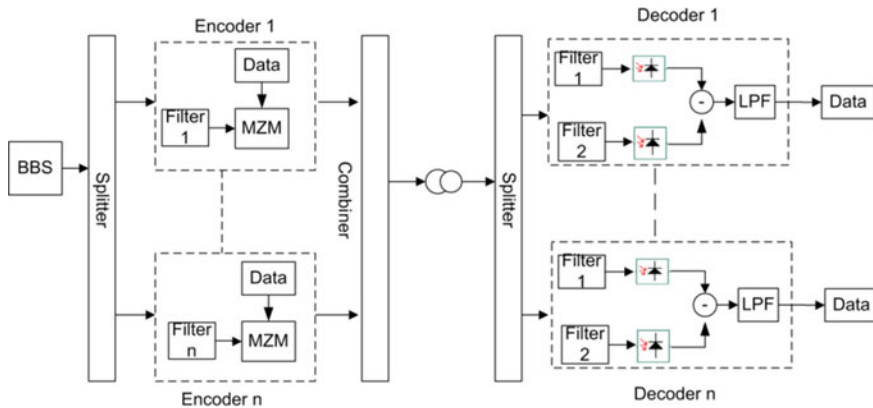 BBS
Splitter
Encoder 1
Data
Filter
1
MZM
Data
Filter
n
MZM
Encoder n
Combiner
Splitter
Decoder 1
Filter
1
Filter
2
-
LPF
Data
Filter
1
Filter
2
-
LPF
Data
Decoder n